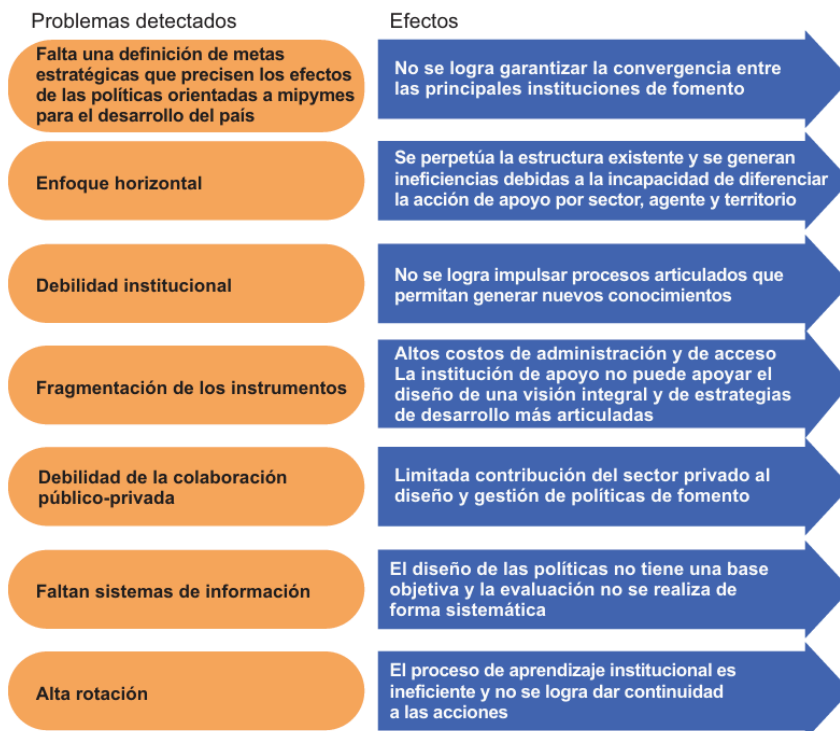 Problemas detectados
Efectos
Falta una definición de metas
estratégicas que precisen los efectos
de las políticas orientadas a mipymes
para el desarrollo del país
No se logra garantizar la convergencia entre
las principales instituciones de fomento
Enfoque horizontal
Se perpetúa la estructura existente y se generan
ineficiencias debidas a la incapacidad de diferenciar
la acción de apoyo por sector, agente y territorio
Debilidad institucional
No se logra impulsar procesos articulados que
permitan generar nuevos conocimientos
Fragmentación de los instrumentos
Altos costos de administración y de acceso
La institución de apoyo no puede apoyar el
diseño de una visión integral y de estrategias
de desarrollo más articuladas
Debilidad de la colaboración
público-privada
Limitada contribución del sector privado al
diseño y gestión de políticas de fomento
Faltan sistemas de información
El diseño de las políticas no tiene una base
objetiva y la evaluación no se realiza de
forma sistemática
Alta rotación
El proceso de aprendizaje institucional es
ineficiente y no se logra dar continuidad
a las acciones